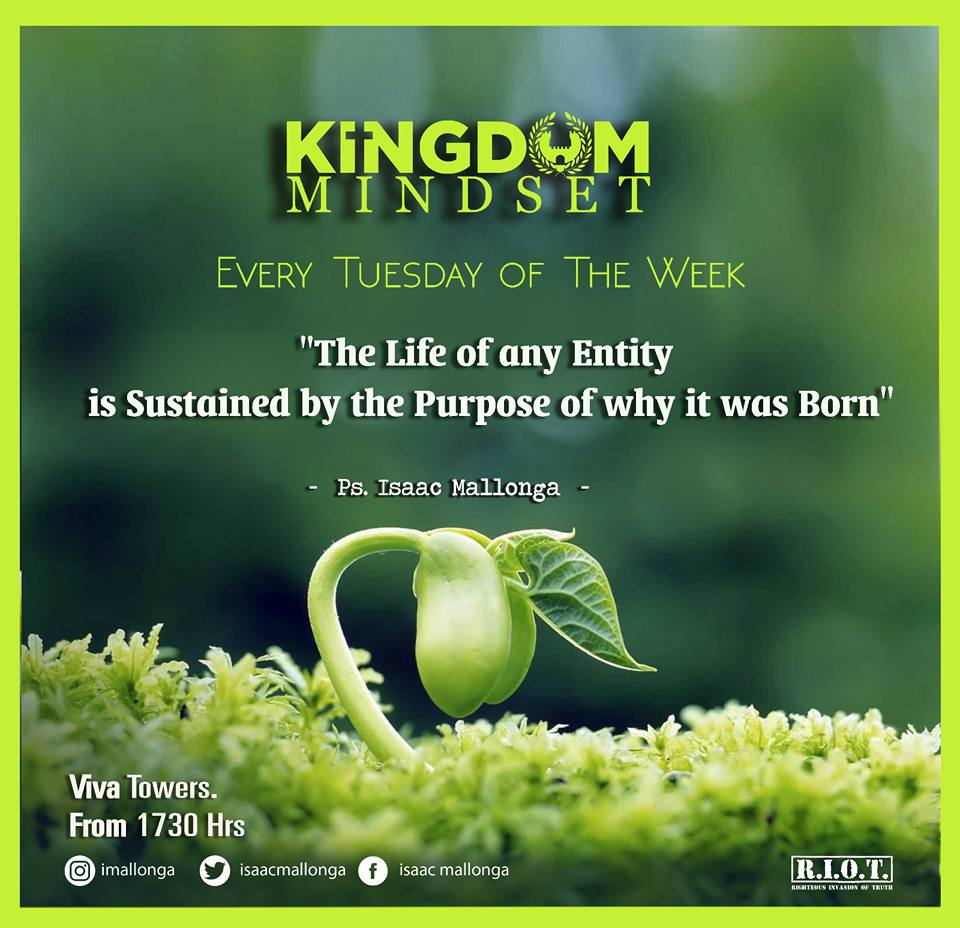 KiNGDOM
MINDSET
Every Tuesday of The Week
"The Life of any Entity
is Sustained by the Purpose of why it was Born"
- Ps. Isaac Mallonga -
Viva Towers.
From 1730 Hrs
imallonga isaacmallonga isaac mallonga
R.I.O.T.
RIGHTEOUS INVASION OF TRUTH